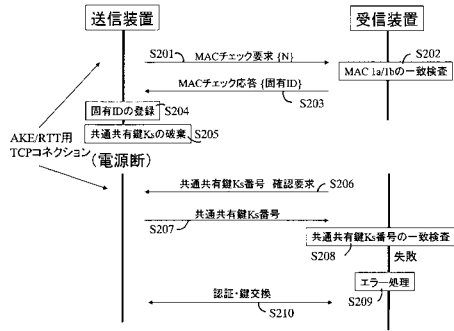 送信装置
受信装置
S201
MACチェック要求 {N}
S202
MAC 1a/1bの一致検査
MACチェック応答 {固有ID}
S203
固有IDの登録
S204
共通共有鍵Ksの破棄
S205
AKE/RTT用
TCPコネクション
(電源断)
共通共有鍵Ks番号 確認要求
S206
共通共有鍵Ks番号
S207
共通共有鍵Ks番号の一致検査
S208
失敗
エラー処理
S209
認証・鍵交換
S210